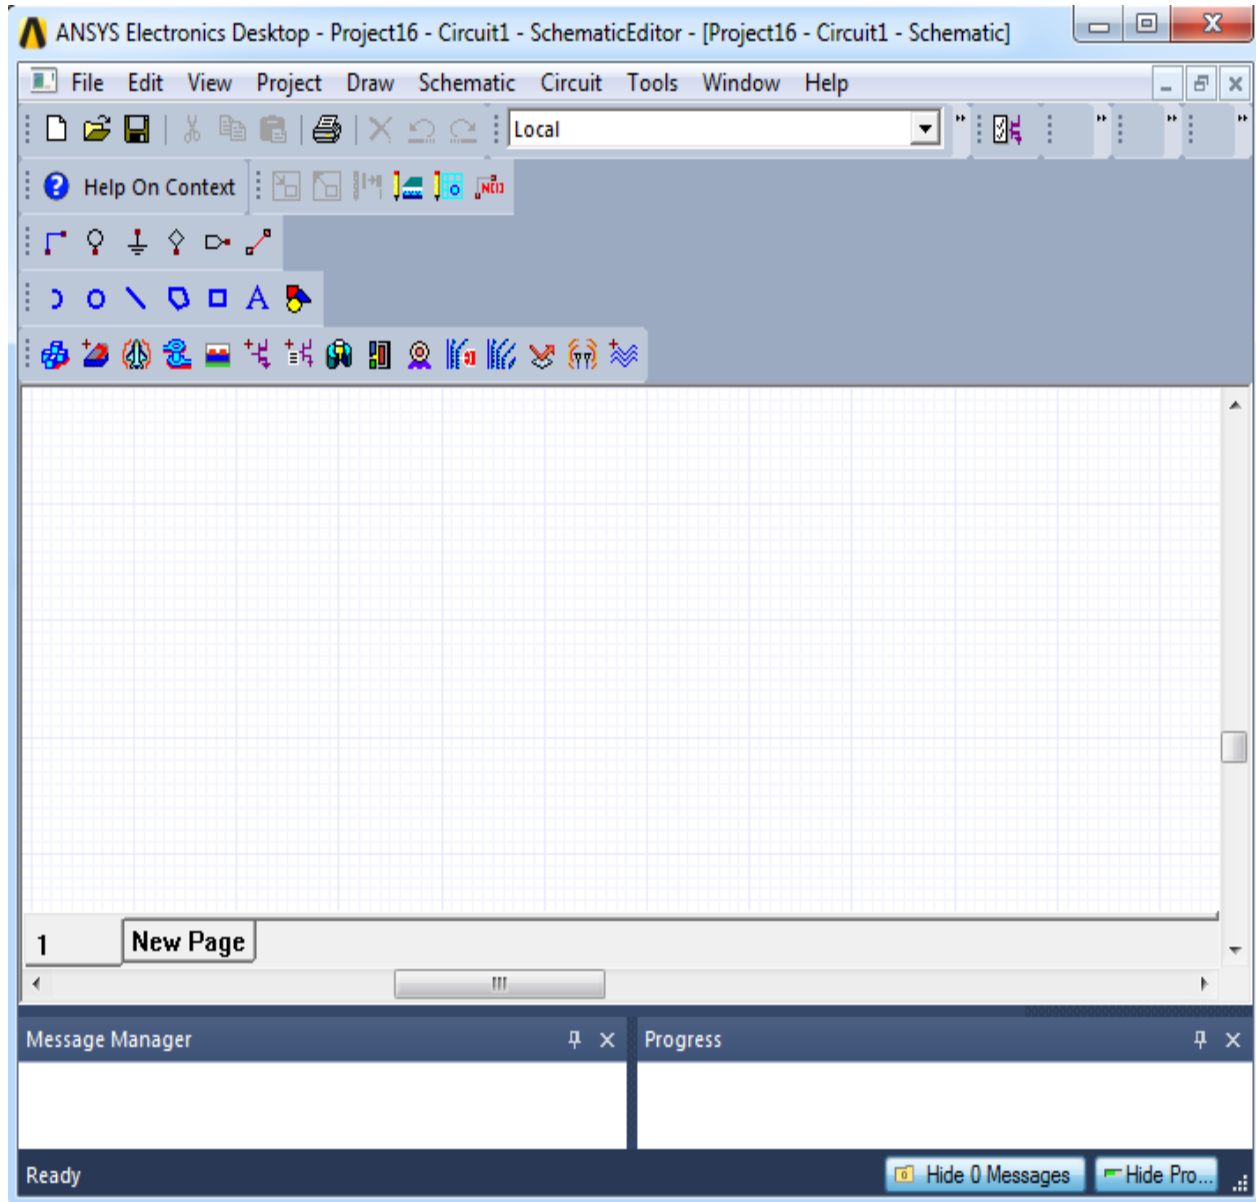 ANSYS Electronics Desktop - Project16 - Circuit1 - SchematicEditor - [Project16 - Circuit1 - Schematic]
File Edit View Project Draw Schematic Circuit Tools Window Help
Local
Help On Context
A
1 New Page
Message Manager Progress
Ready Hide 0 Messages Hide Pro...